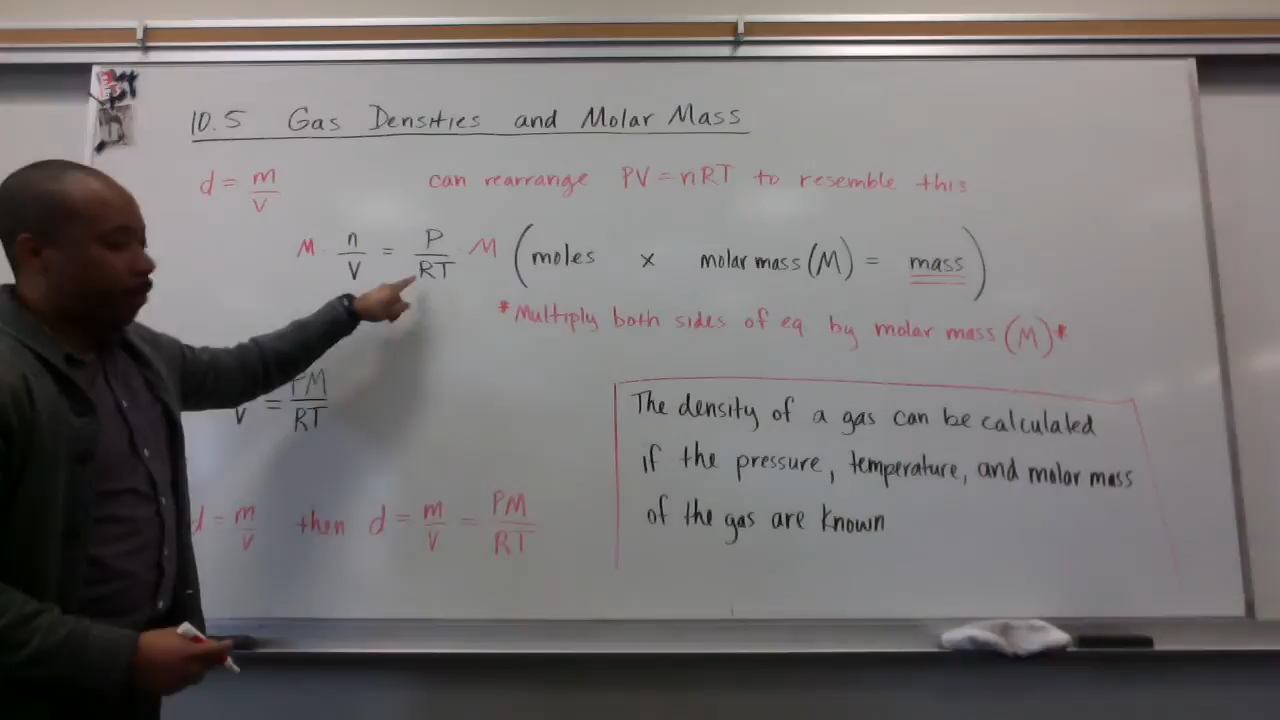 10.5 Gas Densities and Molar Mass
d = m/V can rearrange PV = nRT to resemble this
M · n/V = P/RT · M (moles x molar mass (M) = mass)
*Multiply both sides of eq by molar mass (M)*
V = PM/RT
The density of a gas can be calculated
if the pressure, temperature, and molar mass
of the gas are known
d = m/V then d = m/V = PM/RT